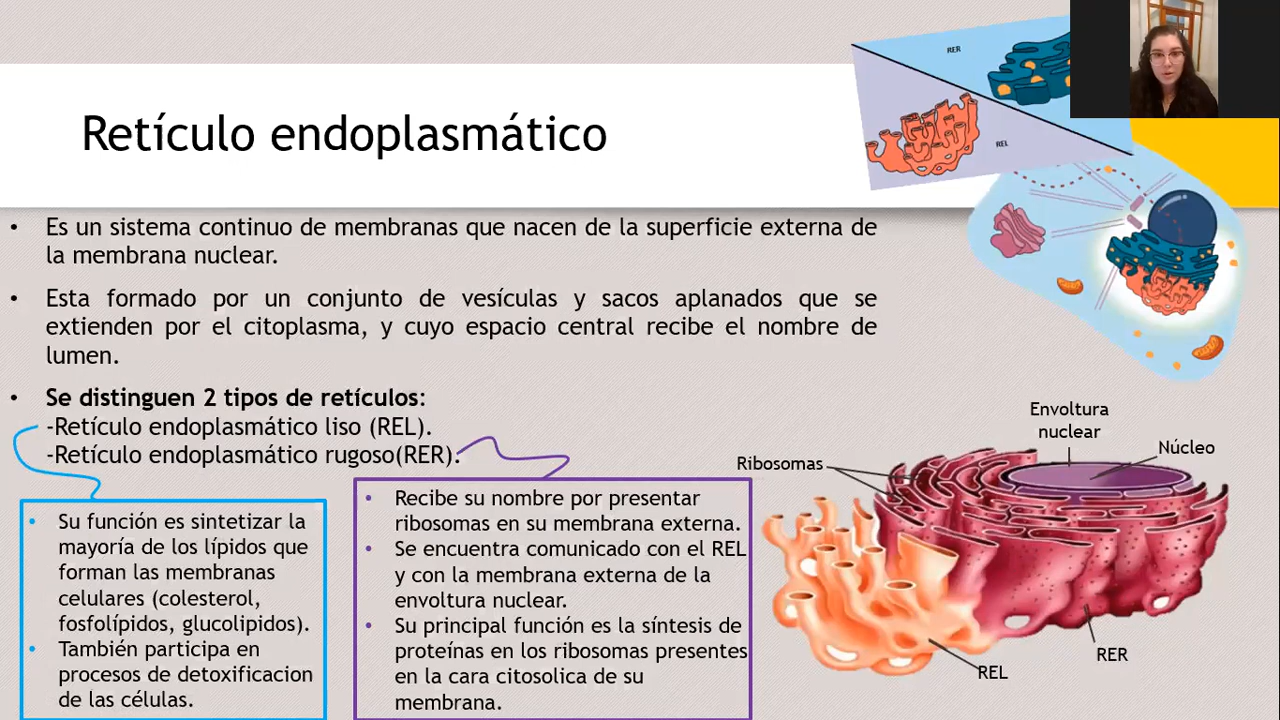 RER
REL
Retículo endoplasmático
• Es un sistema continuo de membranas que nacen de la superficie externa de
la membrana nuclear.
• Esta formado por un conjunto de vesículas y sacos aplanados que se
extienden por el citoplasma, y cuyo espacio central recibe el nombre de
lumen.
• Se distinguen 2 tipos de retículos:
-Retículo endoplasmático liso (REL).
-Retículo endoplasmático rugoso(RER).
• Su función es sintetizar la
mayoría de los lípidos que
forman las membranas
celulares (colesterol,
fosfolípidos, glucolipidos).
• También participa en
procesos de detoxificacion
de las células.
• Recibe su nombre por presentar
ribosomas en su membrana externa.
• Se encuentra comunicado con el REL
y con la membrana externa de la
envoltura nuclear.
• Su principal función es la síntesis de
proteínas en los ribosomas presentes
en la cara citosolica de su
membrana.
Envoltura
nuclear
Núcleo
Ribosomas
RER
REL